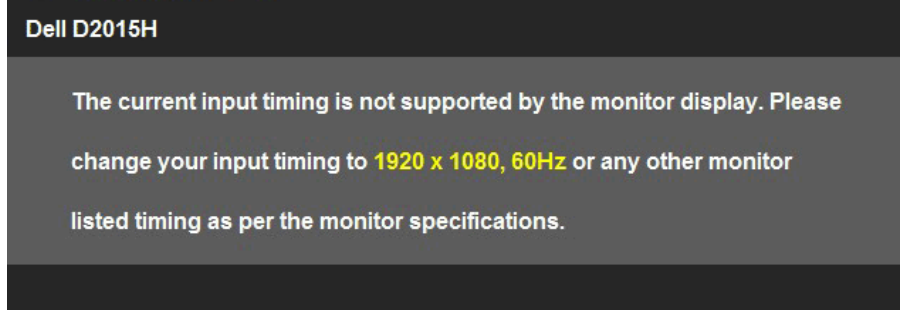 Dell D2015H
The current input timing is not supported by the monitor display. Please
change your input timing to 1920 x 1080, 60Hz or any other monitor
listed timing as per the monitor specifications.